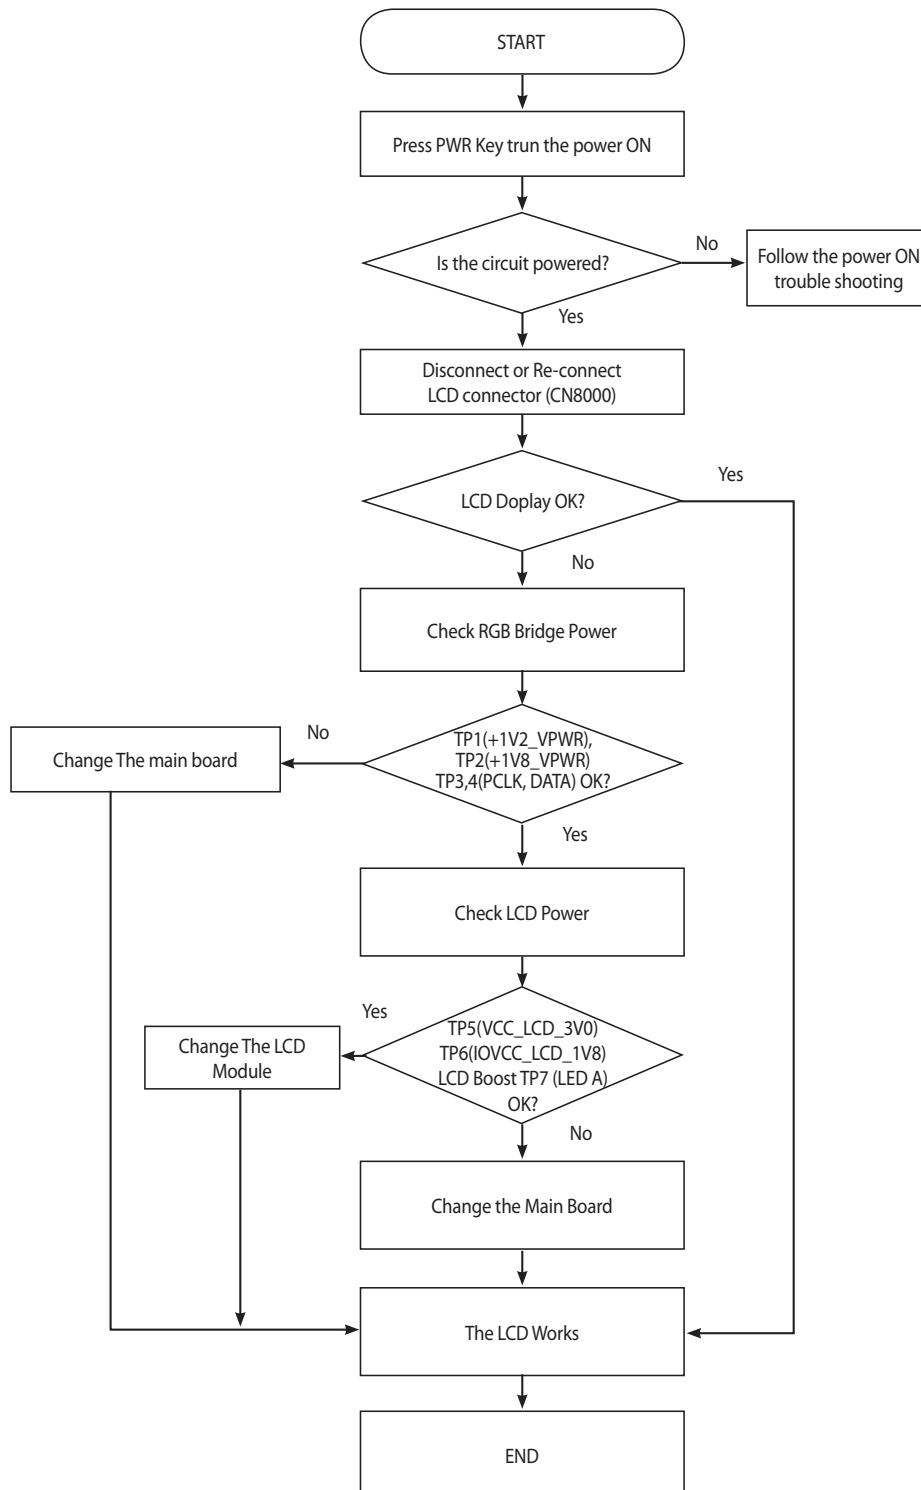 START
Press PWR Key trun the power ON
Is the circuit powered?
No
Follow the power ON
trouble shooting
Yes
Disconnect or Re-connect
LCD connector (CN8000)
LCD Doplay OK?
Yes
No
Check RGB Bridge Power
TP1(+1V2_VPWR),
TP2(+1V8_VPWR)
TP3,4(PCLK, DATA) OK?
No
Change The main board
Yes
Check LCD Power
TP5(VCC_LCD_3V0)
TP6(IOVCC_LCD_1V8)
LCD Boost TP7 (LED A)
OK?
Yes
Change The LCD
Module
No
Change the Main Board
The LCD Works
END